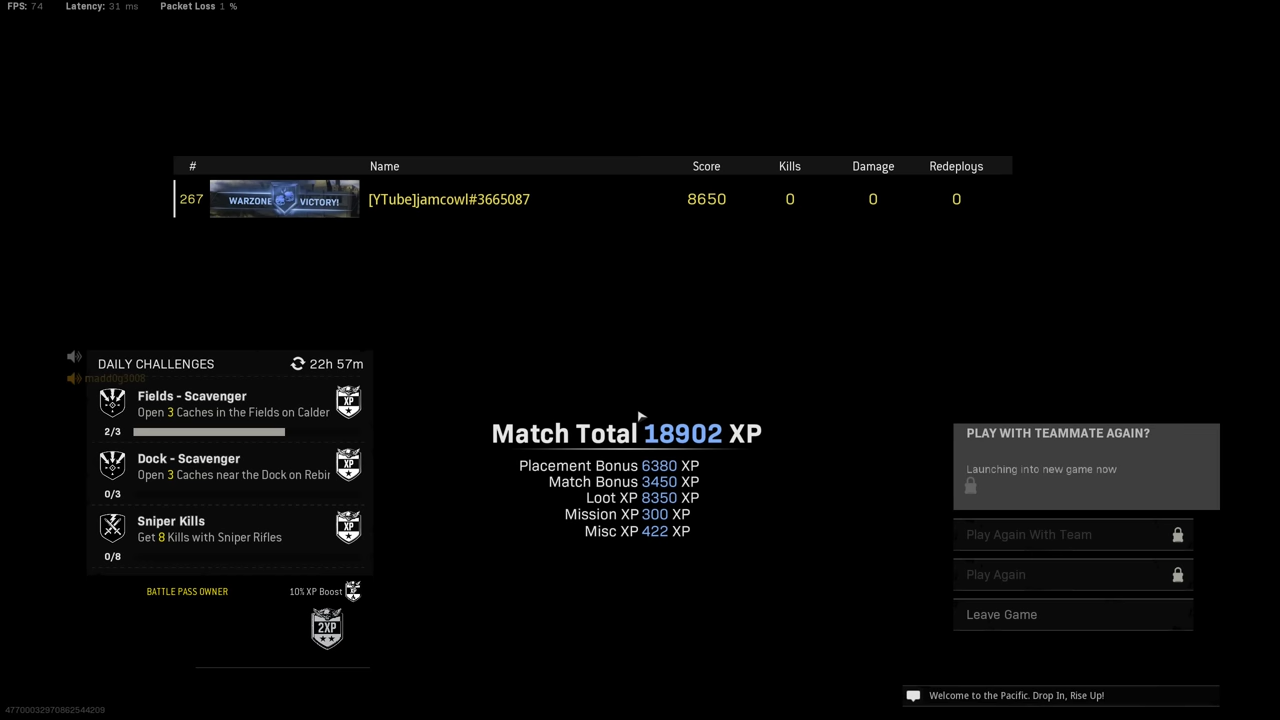 FPS: 74 Latency: 31 ms Packet Loss 1 %
# Name Score Kills Damage Redeploys
267 WARZONE VICTORY! [YTube]jamcowl#3665087 8650 0 0 0
DAILY CHALLENGES 22h 57m
madd0g3008
Fields - Scavenger
Open 3 Caches in the Fields on Calder
2/3
XP
Dock - Scavenger
Open 3 Caches near the Dock on Rebir
0/3
XP
Sniper Kills
Get 8 Kills with Sniper Rifles
0/8
XP
BATTLE PASS OWNER 10% XP Boost
2XP
Match Total 18902 XP
Placement Bonus 6380 XP
Match Bonus 3450 XP
Loot XP 8350 XP
Mission XP 300 XP
Misc XP 422 XP
PLAY WITH TEAMMATE AGAIN?
Launching into new game now
Play Again With Team
Play Again
Leave Game
Welcome to the Pacific. Drop In, Rise Up!
47700032970862544209